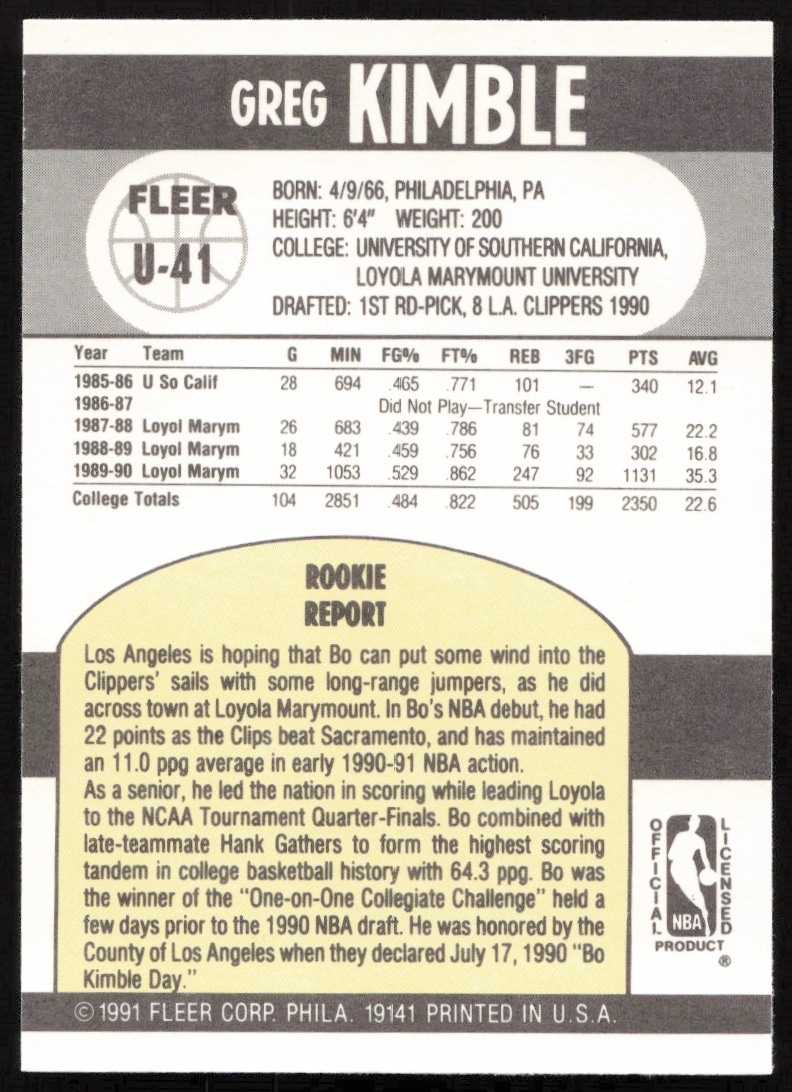 GREG KIMBLE
FLEER
U-41
BORN: 4/9/66, PHILADELPHIA, PA
HEIGHT: 6'4" WEIGHT: 200
COLLEGE: UNIVERSITY OF SOUTHERN CALIFORNIA,
LOYOLA MARYMOUNT UNIVERSITY
DRAFTED: 1ST RD-PICK, 8 L.A. CLIPPERS 1990
Year Team G MIN FG% FT% REB 3FG PTS AVG
1985-86 U So Calif 28 694 .465 .771 101 — 340 12.1
1986-87 Did Not Play—Transfer Student
1987-88 Loyol Marym 26 683 .439 .786 81 74 577 22.2
1988-89 Loyol Marym 18 421 .459 .756 76 33 302 16.8
1989-90 Loyol Marym 32 1053 .529 .862 247 92 1131 35.3
College Totals 104 2851 .484 .822 505 199 2350 22.6
ROOKIE
REPORT
Los Angeles is hoping that Bo can put some wind into the
Clippers' sails with some long-range jumpers, as he did
across town at Loyola Marymount. In Bo's NBA debut, he had
22 points as the Clips beat Sacramento, and has maintained
an 11.0 ppg average in early 1990-91 NBA action.
As a senior, he led the nation in scoring while leading Loyola
to the NCAA Tournament Quarter-Finals. Bo combined with
late-teammate Hank Gathers to form the highest scoring
tandem in college basketball history with 64.3 ppg. Bo was
the winner of the "One-on-One Collegiate Challenge" held a
few days prior to the 1990 NBA draft. He was honored by the
County of Los Angeles when they declared July 17, 1990 "Bo
Kimble Day."
OFFICIAL
LICENSED
NBA
PRODUCT
®
© 1991 FLEER CORP. PHILA. 19141 PRINTED IN U.S.A.